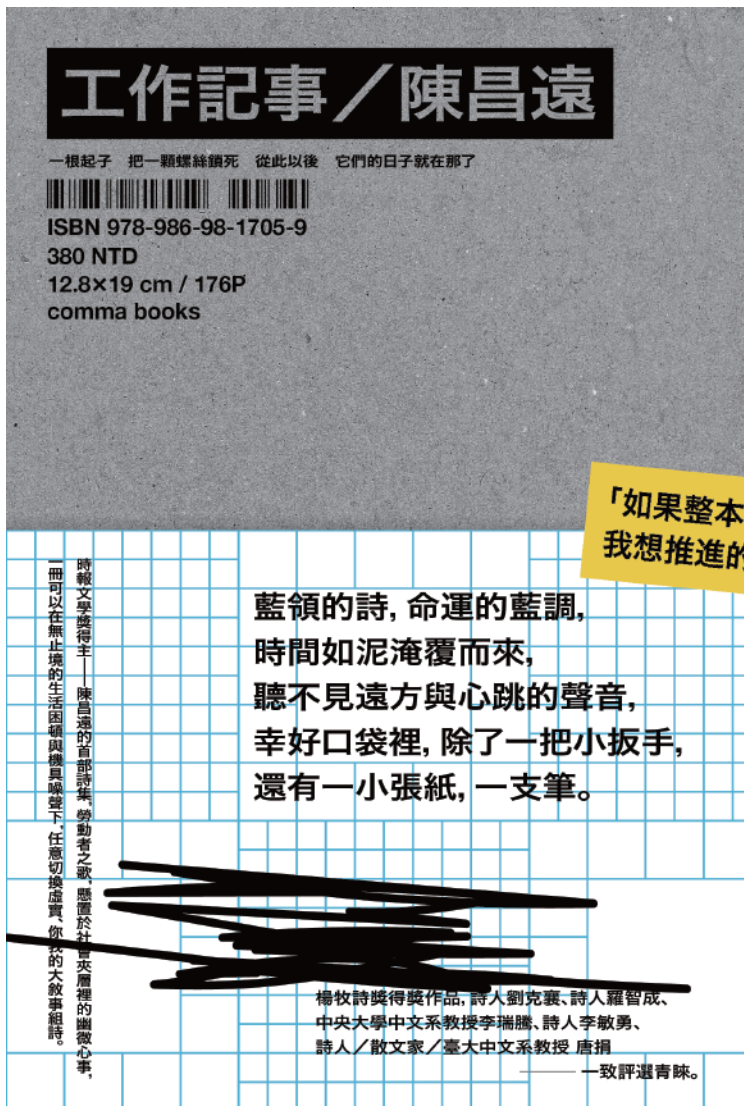 工作記事／陳昌遠
一根起子　把一顆螺絲鎖死　從此以後　它們的日子就在那了
ISBN 978-986-98-1705-9
380 NTD
12.8×19 cm / 176P
comma books
「如果整本
我想推進的
時報文學獎得主——陳昌遠的首部詩集，勞動者之歌，懸置於社會夾層裡的幽微心事，
一冊可以在無止境的生活困頓與機具噪聲下，任意切換虛實、你我的大敘事組詩。
藍領的詩，命運的藍調，
時間如泥淹覆而來，
聽不見遠方與心跳的聲音，
幸好口袋裡，除了一把小扳手，
還有一小張紙，一支筆。
楊牧詩獎得獎作品，詩人劉克襄、詩人羅智成、
中央大學中文系教授李瑞騰、詩人李敏勇、
詩人／散文家／臺大中文系教授 唐捐
——一致評選青睞。